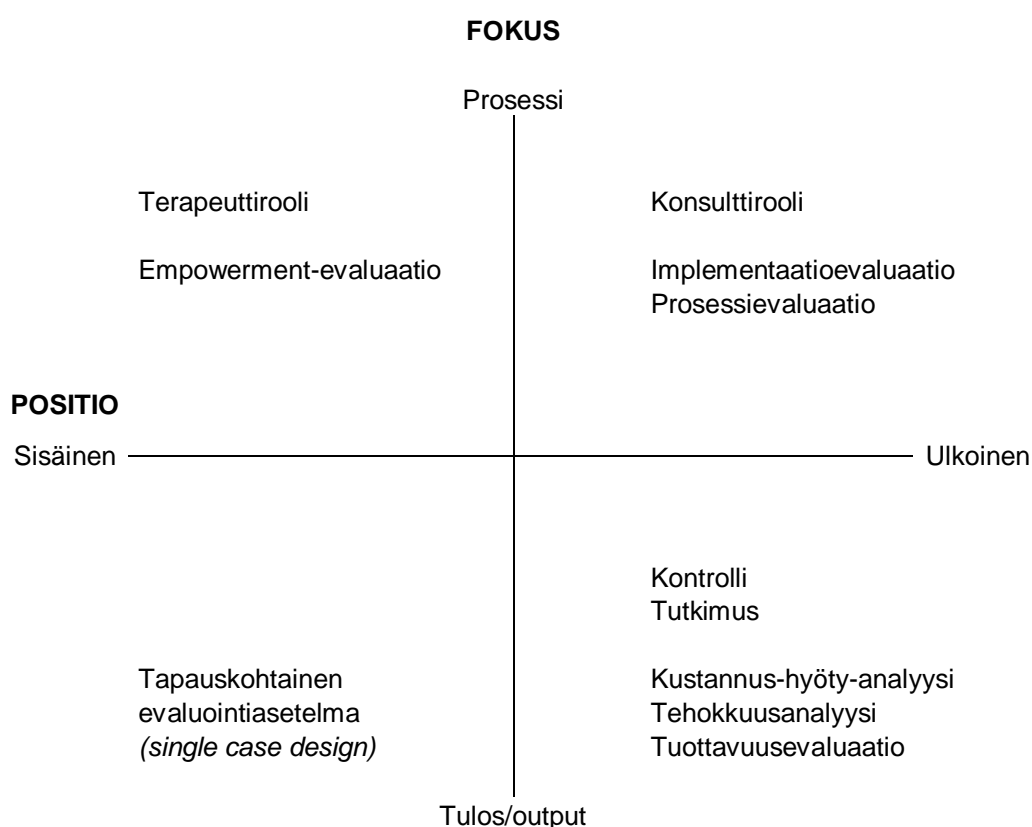 FOKUS
Prosessi
Terapeuttirooli
Konsulttirooli
Empowerment-evaluaatio
Implementaatioevaluaatio
Prosessievaluaatio
POSITIO
Sisäinen
Ulkoinen
Kontrolli
Tutkimus
Tapauskohtainen
evaluointiasetelma
(single case design)
Kustannus-hyöty-analyysi
Tehokkuusanalyysi
Tuottavuusevaluaatio
Tulos/output